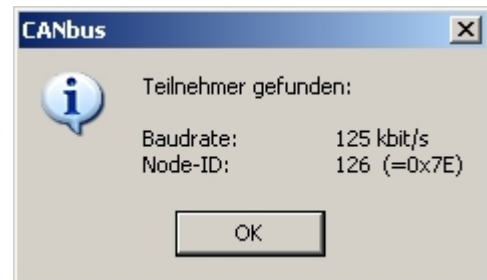 CANbus
Teilnehmer gefunden:
Baudrate: 125 kbit/s
Node-ID: 126 (=0x7E)
OK